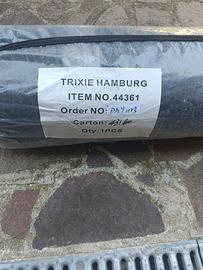 TRIXIE HAMBURG
ITEM NO.44361
Order NO:
Carton:
Qty:1PCS